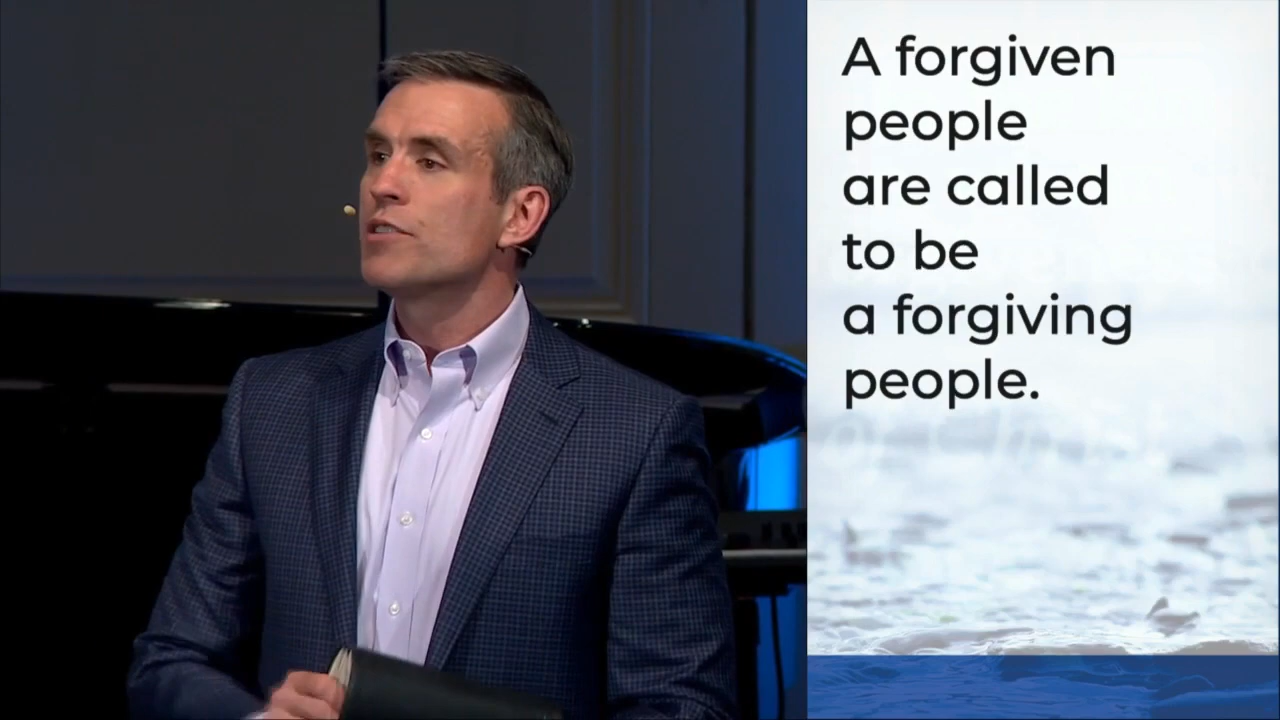 A forgiven
people
are called
to be
a forgiving
people.